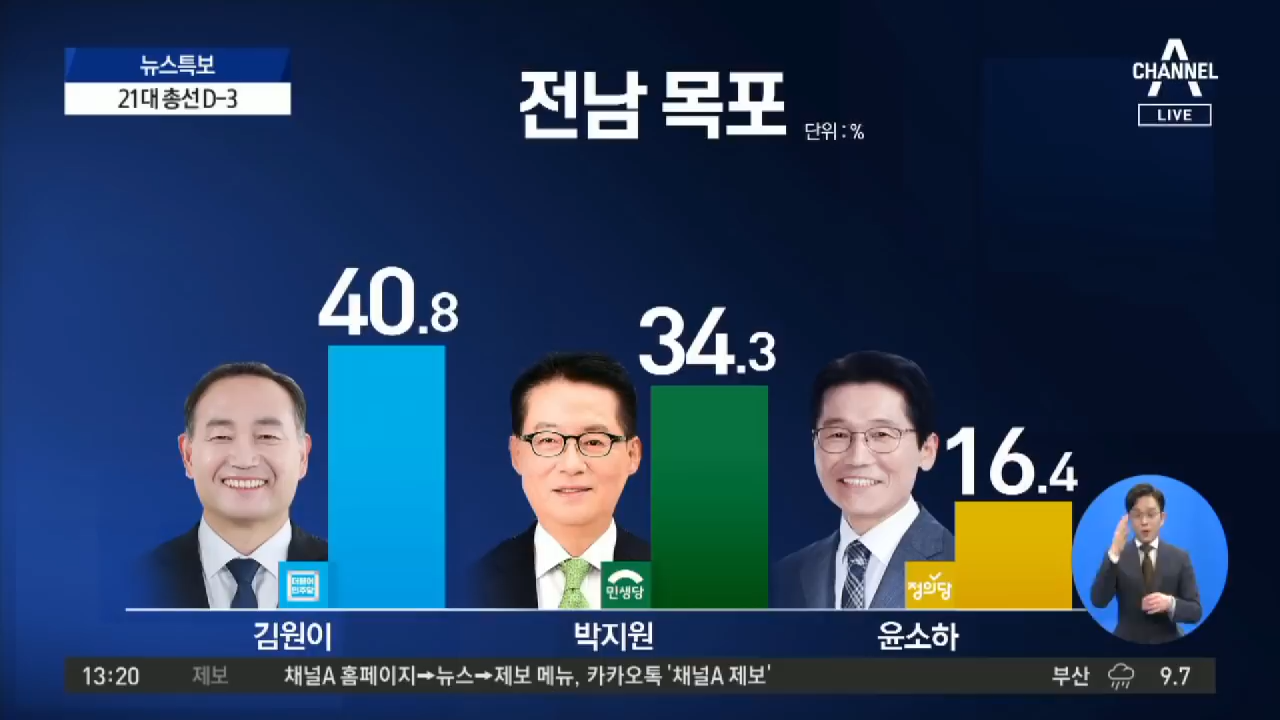 뉴스특보
21대 총선 D-3
전남 목포
단위 : %
CHANNEL A
LIVE
40.8
34.3
16.4
더불어
민주당
민생당
정의당
김원이
박지원
윤소하
13:20 제보 채널A 홈페이지→뉴스→제보 메뉴, 카카오톡 '채널A 제보' 부산 9.7